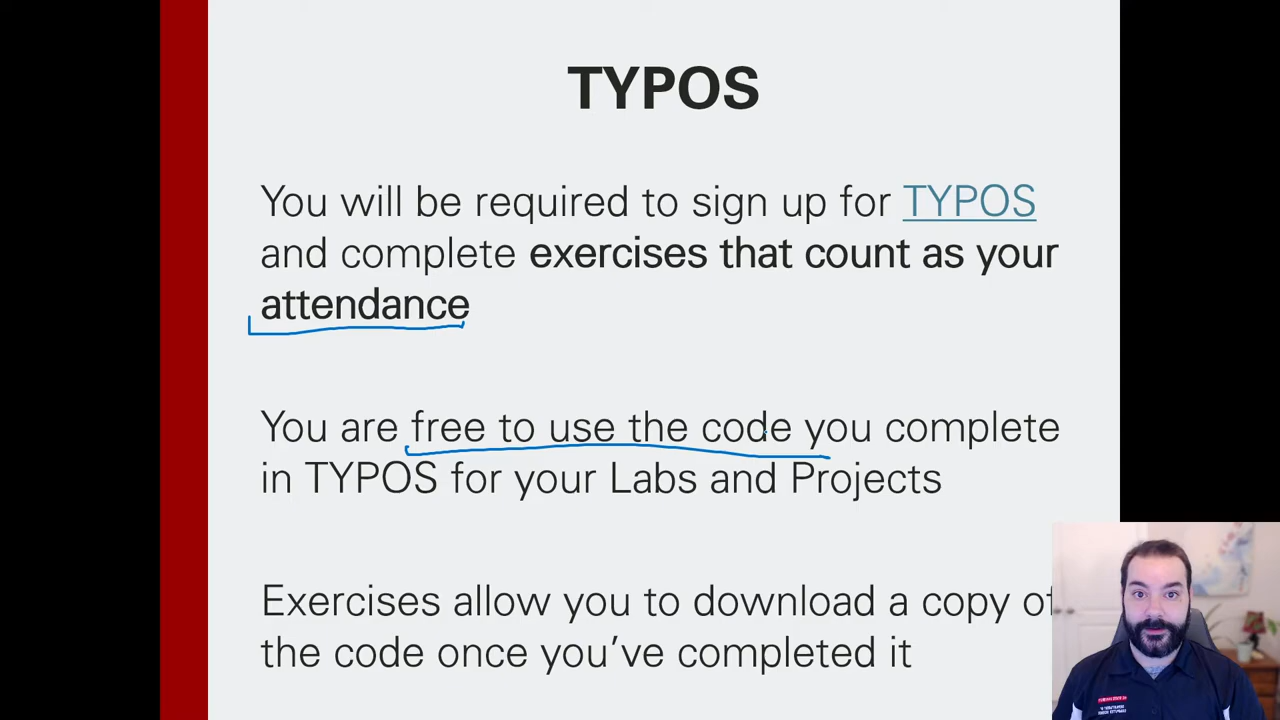 TYPOS
You will be required to sign up for TYPOS
and complete exercises that count as your
attendance
You are free to use the code you complete
in TYPOS for your Labs and Projects
Exercises allow you to download a copy of
the code once you’ve completed it